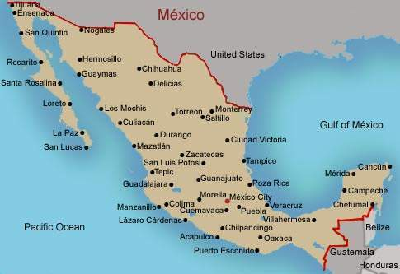 México
Tijuana
Ensenada
Nogales
San Quintin
United States
Hermosillo
Rosarito
Chihuahua
Guaymas
Santa Rosalina
Delicias
Loreto
Los Mochis
Torreon
Monterrey
Saltillo
Culiacán
Gulf of México
La Paz
Durango
Ciudad Victoria
San Lucas
Mazatlán
Zacatecas
Tampico
San Luis Potos
Cancún
Tepic
Mérida
Guanajuato
Guadalajara
Poza Rica
Campeche
Morelia
México City
Manzanillo
Colima
Veracruz
Chetumal
Cuernavaca
Puebla
Lázaro Cárdenas
Villahermosa
Pacific Ocean
Chilpancingo
Belize
Acapulco
Oaxaca
Puerto Escondido
Guatemala
Honduras